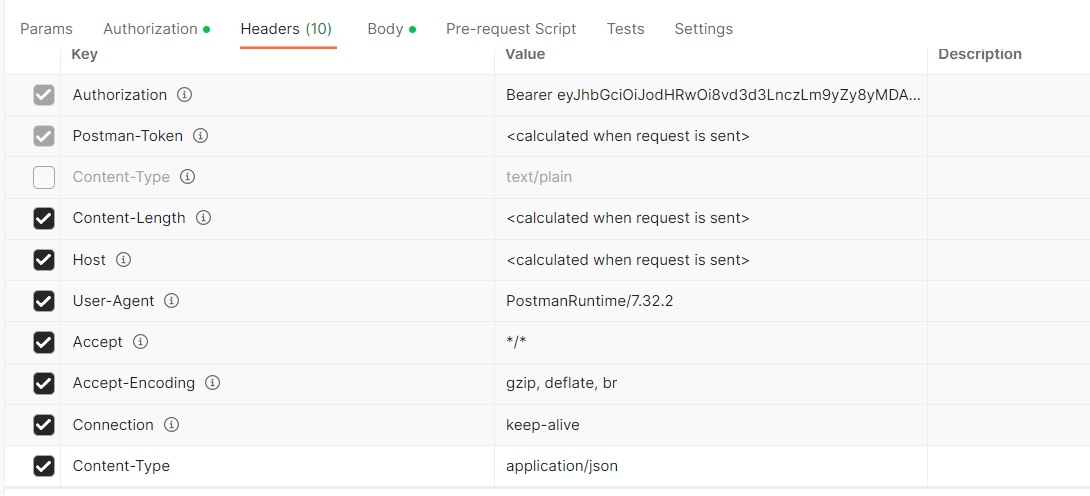 Params Authorization Headers (10) Body Pre-request Script Tests Settings
Key Value Description
Authorization Bearer eyJhbGciOiJodHRwOi8vd3d3LnczLm9yZy8yMDA...
Postman-Token <calculated when request is sent>
Content-Type text/plain
Content-Length <calculated when request is sent>
Host <calculated when request is sent>
User-Agent PostmanRuntime/7.32.2
Accept */*
Accept-Encoding gzip, deflate, br
Connection keep-alive
Content-Type application/json